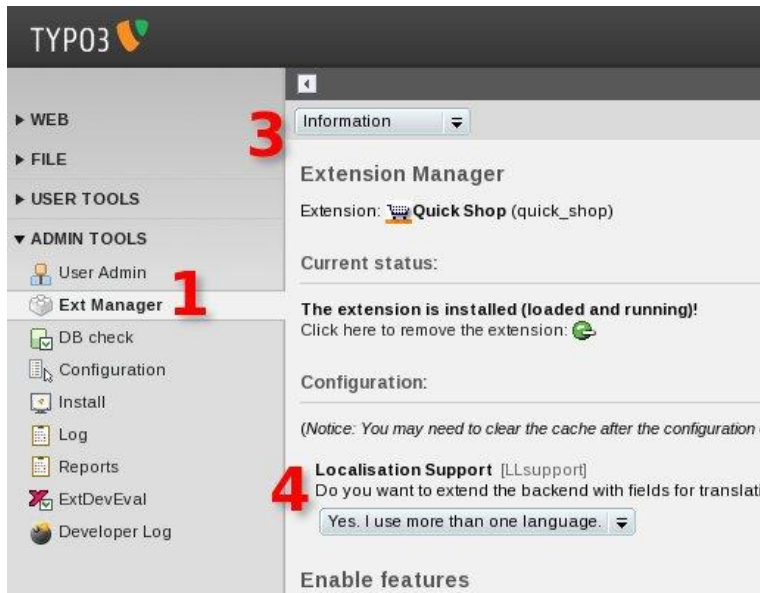 TYPO3
▶ WEB
▶ FILE
▶ USER TOOLS
▼ ADMIN TOOLS
User Admin
Ext Manager
1
DB check
Configuration
Install
Log
Reports
ExtDevEval
Developer Log
3
Information
Extension Manager
Extension: Quick Shop (quick_shop)
Current status:
The extension is installed (loaded and running)!
Click here to remove the extension:
Configuration:
(Notice: You may need to clear the cache after the configuration
4
Localisation Support [LLsupport]
Do you want to extend the backend with fields for translati
Yes. I use more than one language.
Enable features